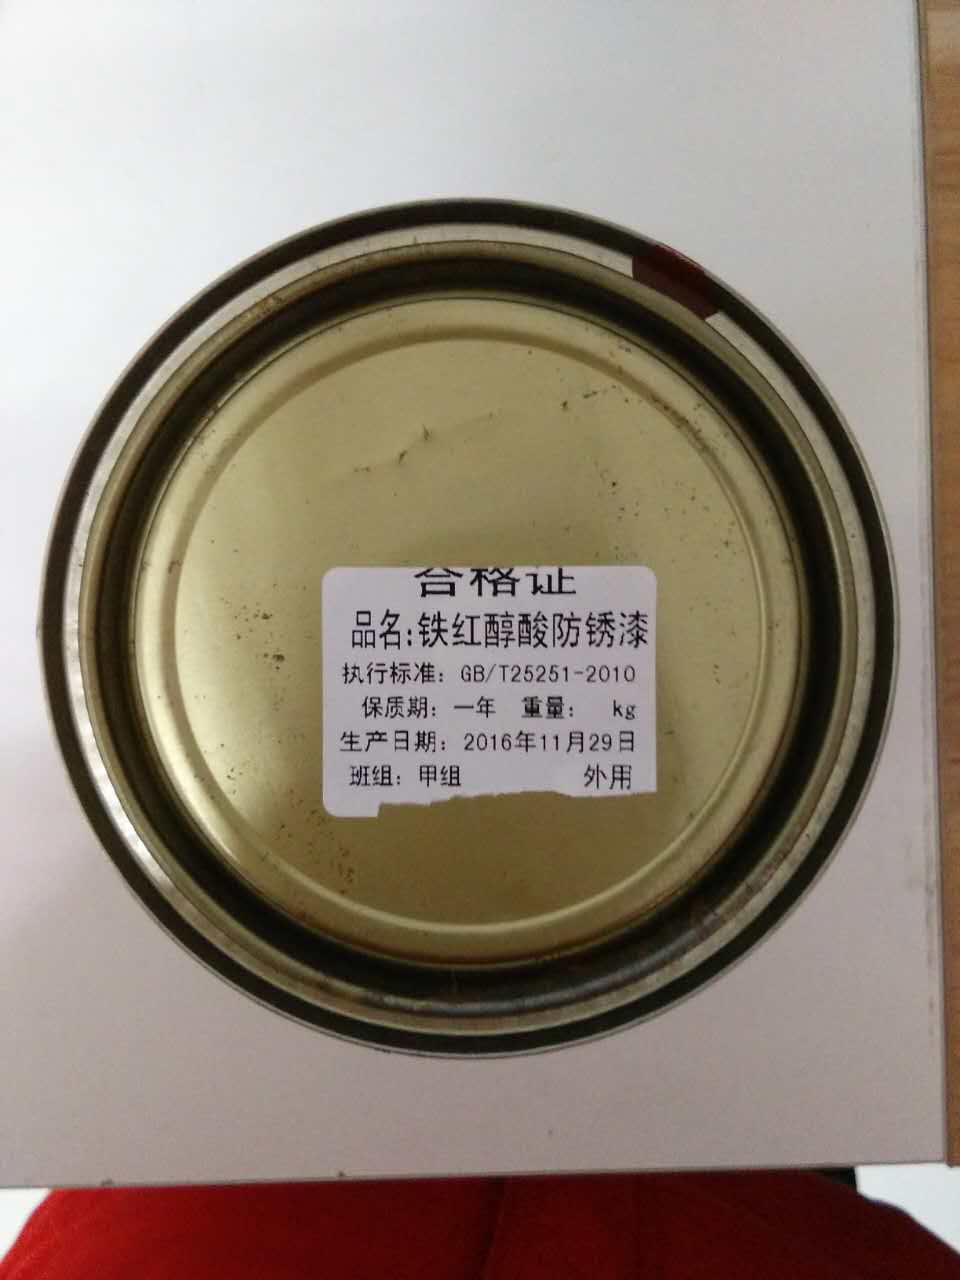 合格证
品名:铁红醇酸防锈漆
执行标准: GB/T25251-2010
保质期: 一年 重量: kg
生产日期: 2016年11月29日
班组: 甲组 外用